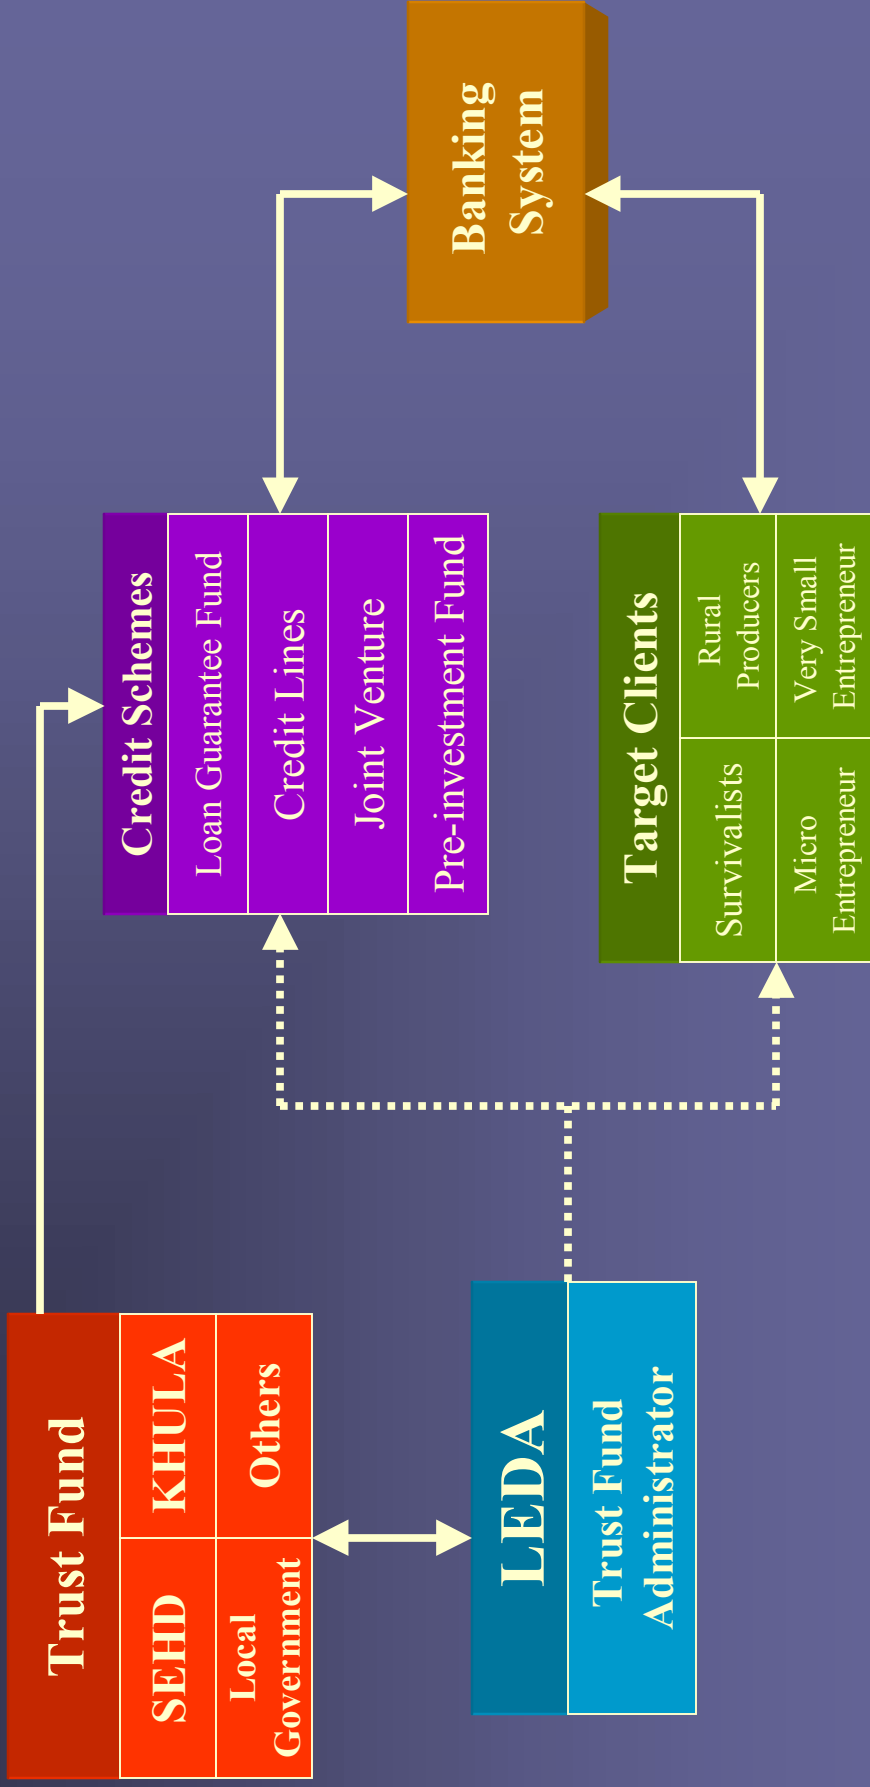 Trust Fund
SEHD
KHULA
Local
Government
Others
LEDA
Trust Fund
Administrator
Credit Schemes
Loan Guarantee Fund
Credit Lines
Joint Venture
Pre-investment Fund
Target Clients
Survivalists
Rural
Producers
Micro
Entrepreneur
Very Small
Entrepreneur
Banking
System